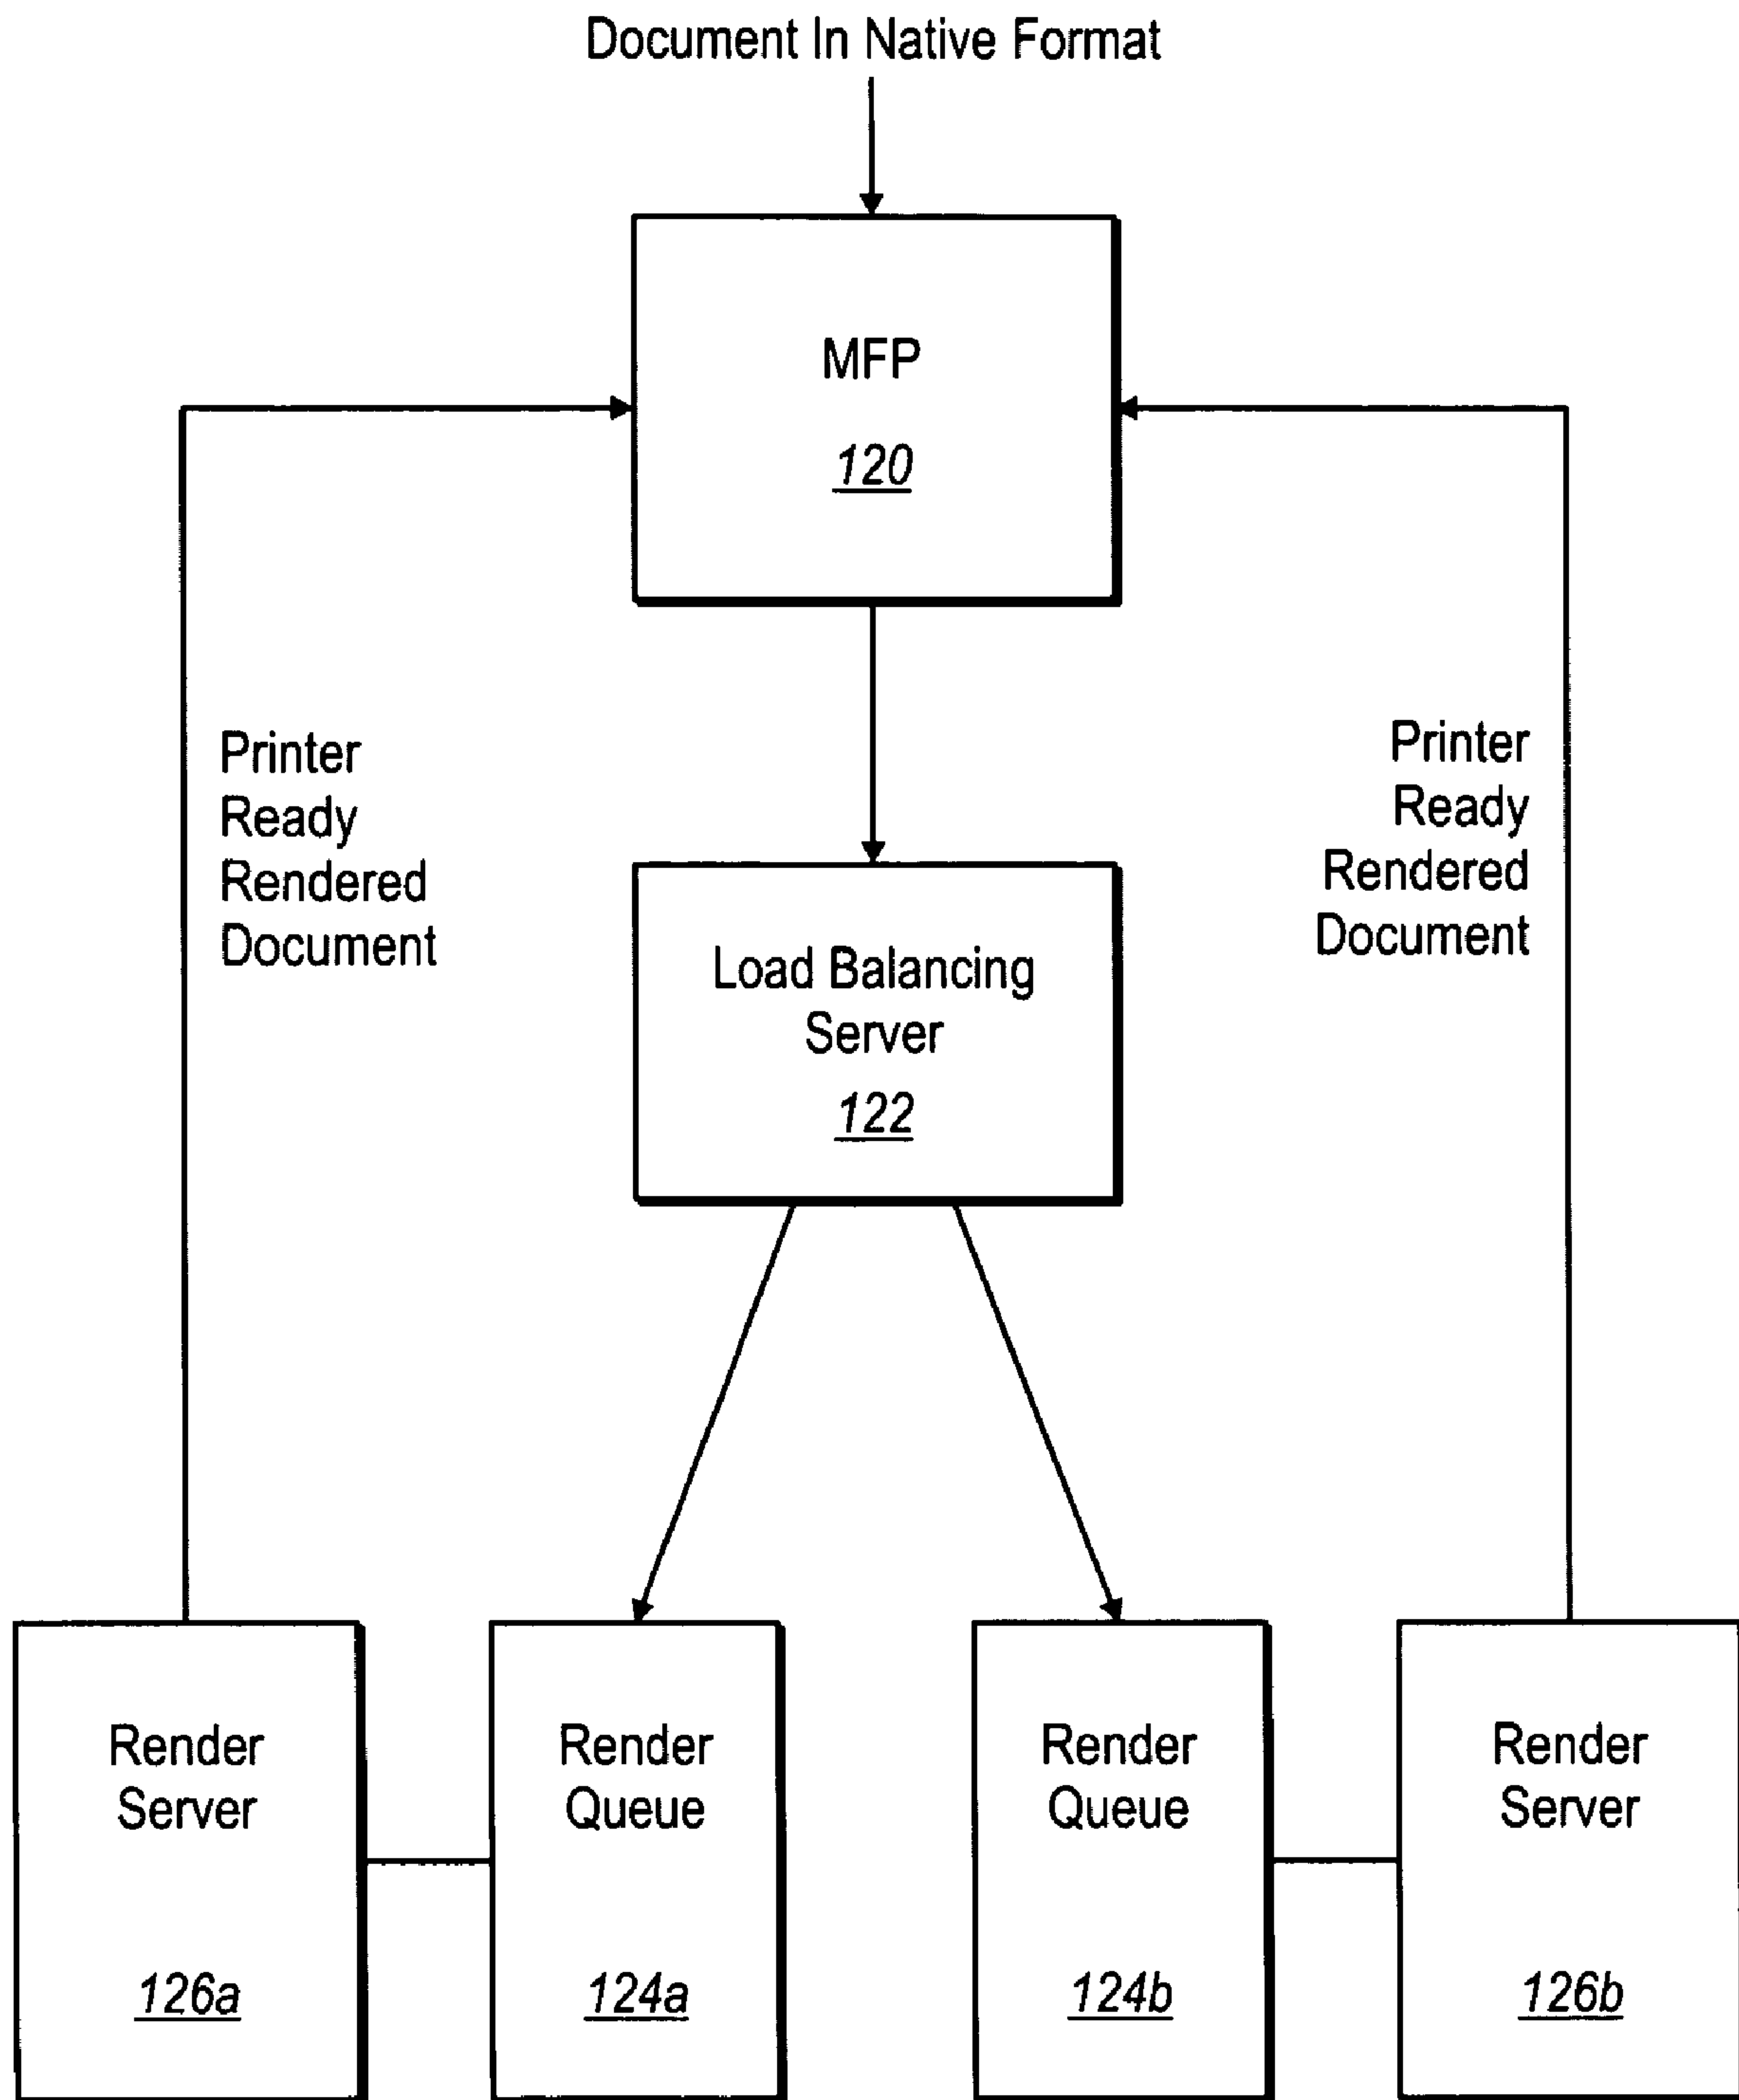 Document In Native Format
MFP
120
Printer
Ready
Rendered
Document
Printer
Ready
Rendered
Document
Load Balancing
Server
122
Render
Server
126a
Render
Queue
124a
Render
Queue
124b
Render
Server
126b